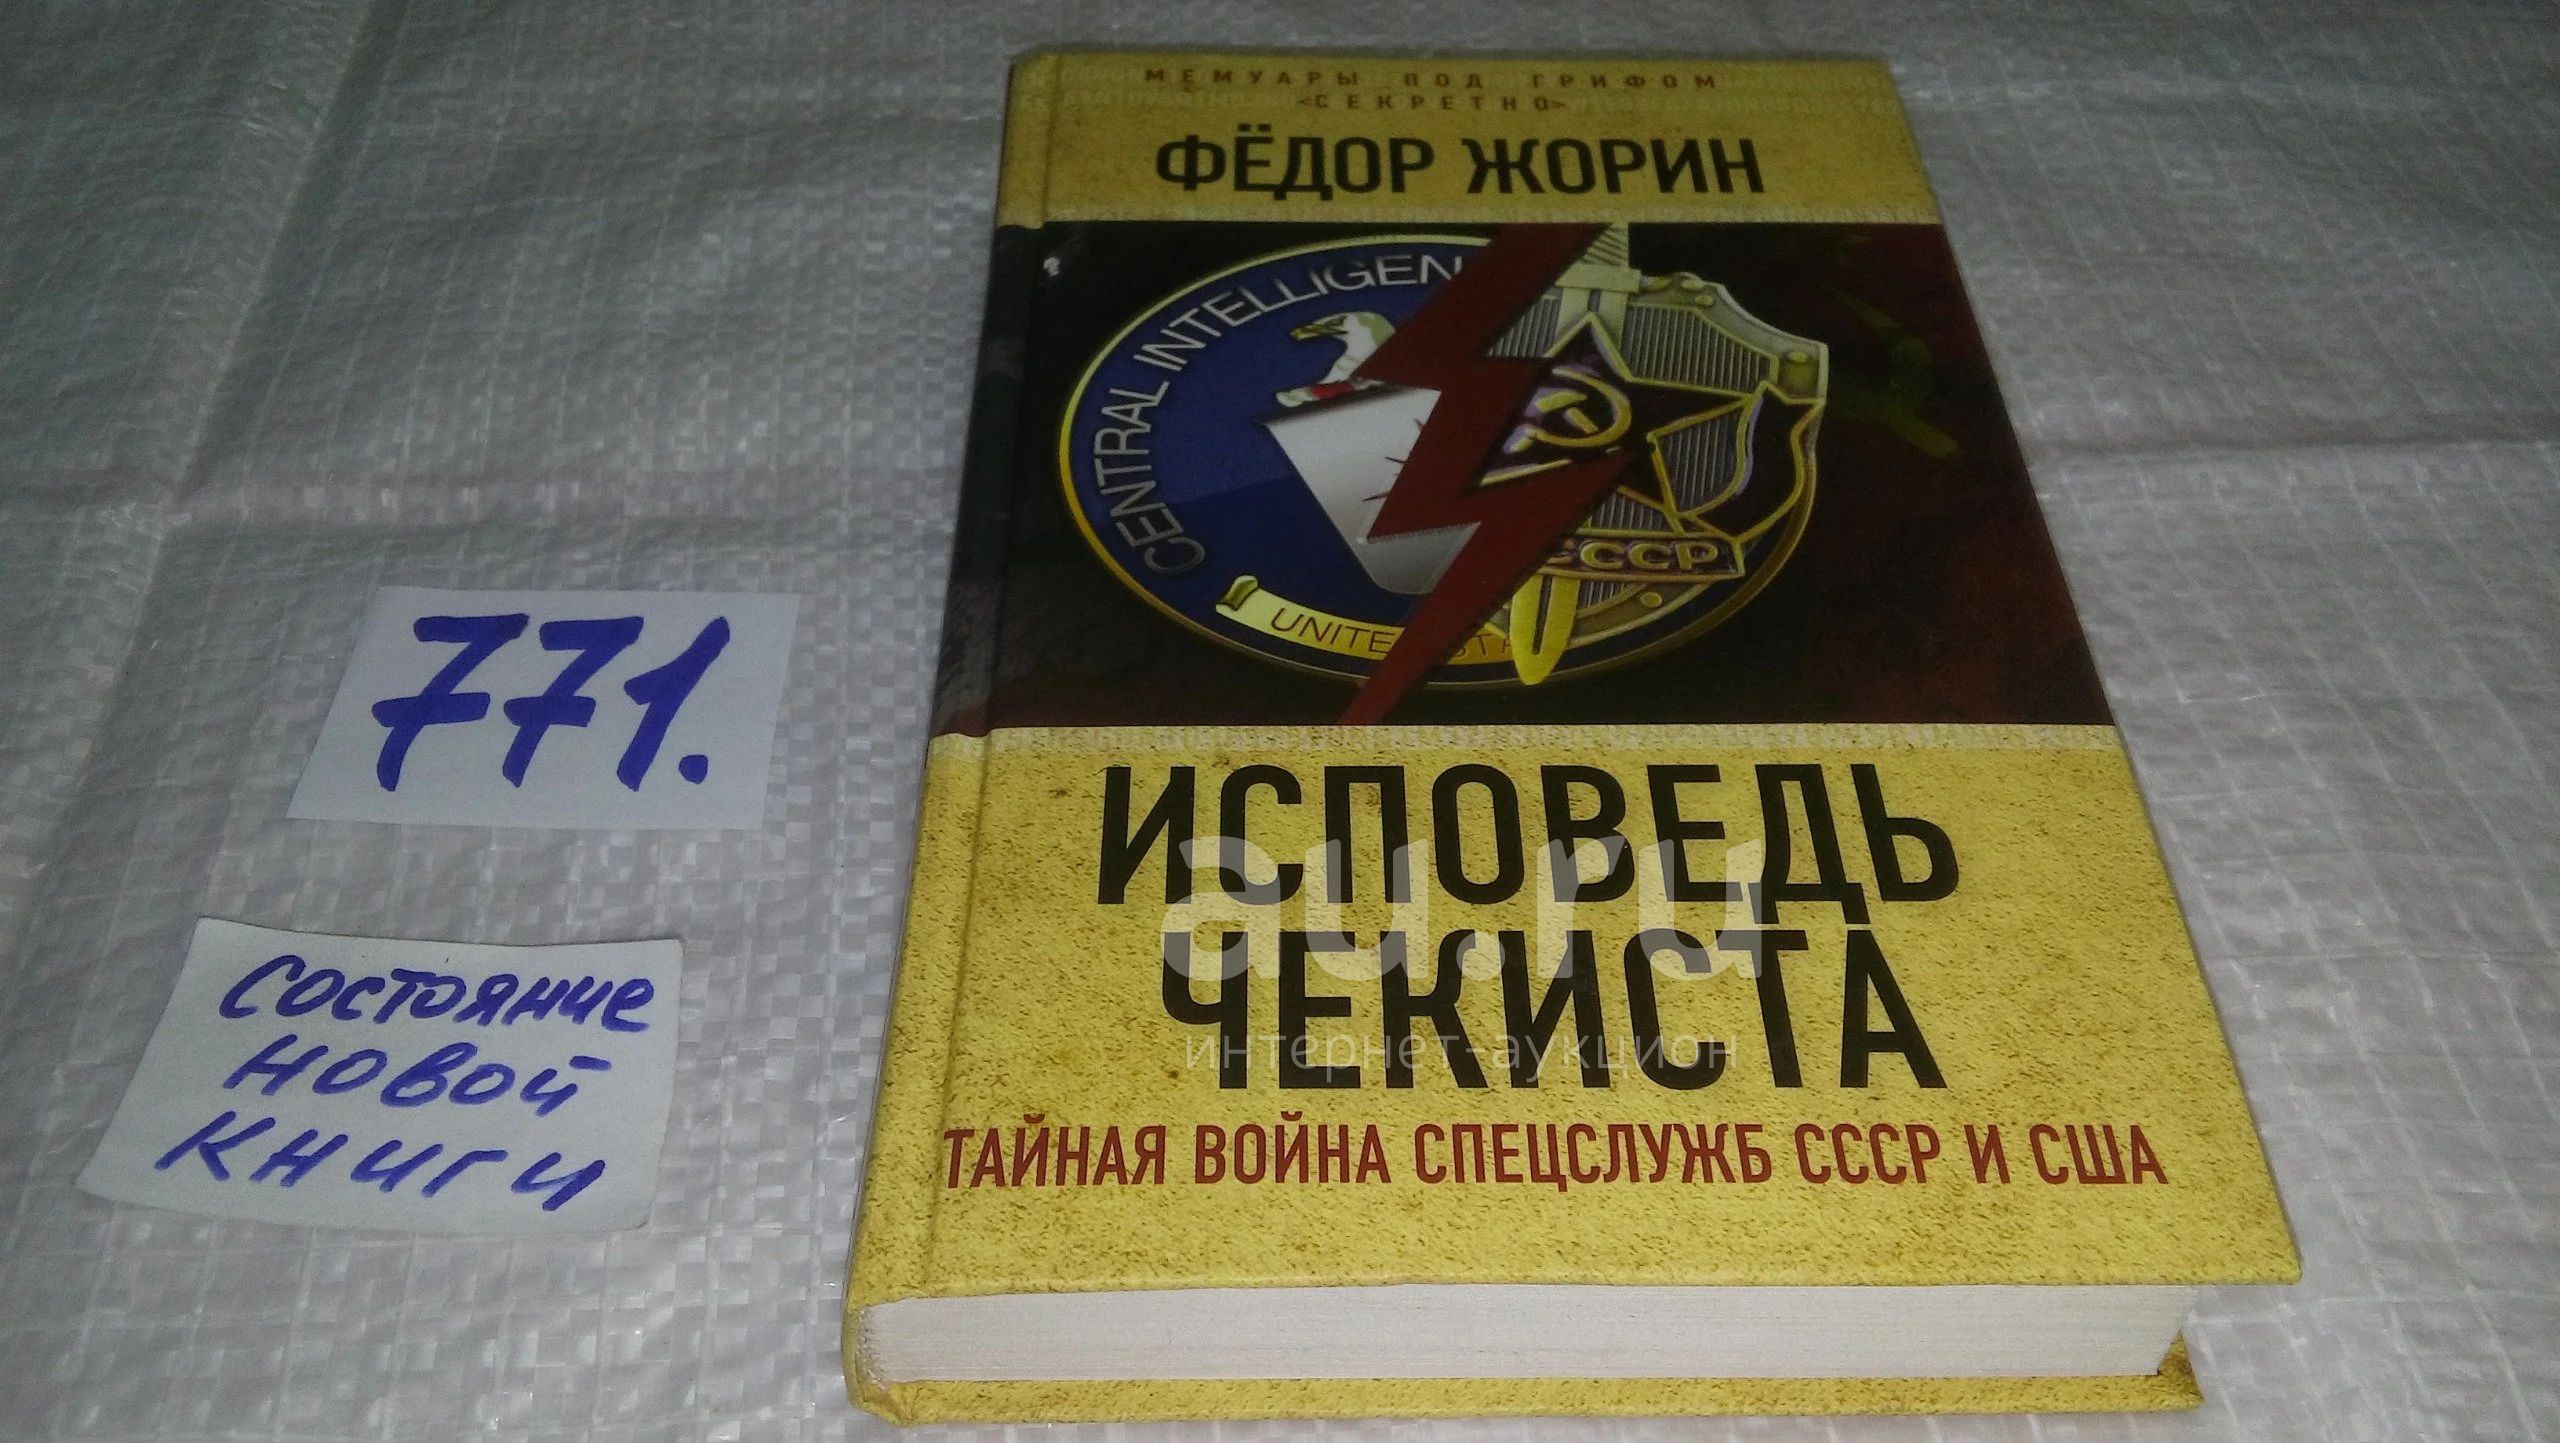 МЕМУАРЫ ПОД ГРИФОМ
«СЕКРЕТНО»
ФЁДОР ЖОРИН
CENTRAL INTELLIGEN
СССР
UNITE STA
ИСПОВЕДЬ
ЧЕКИСТА
ТАЙНАЯ ВОЙНА СПЕЦСЛУЖБ СССР И США
771.
состояние
новой
книги
au.ru
интернет-аукцион